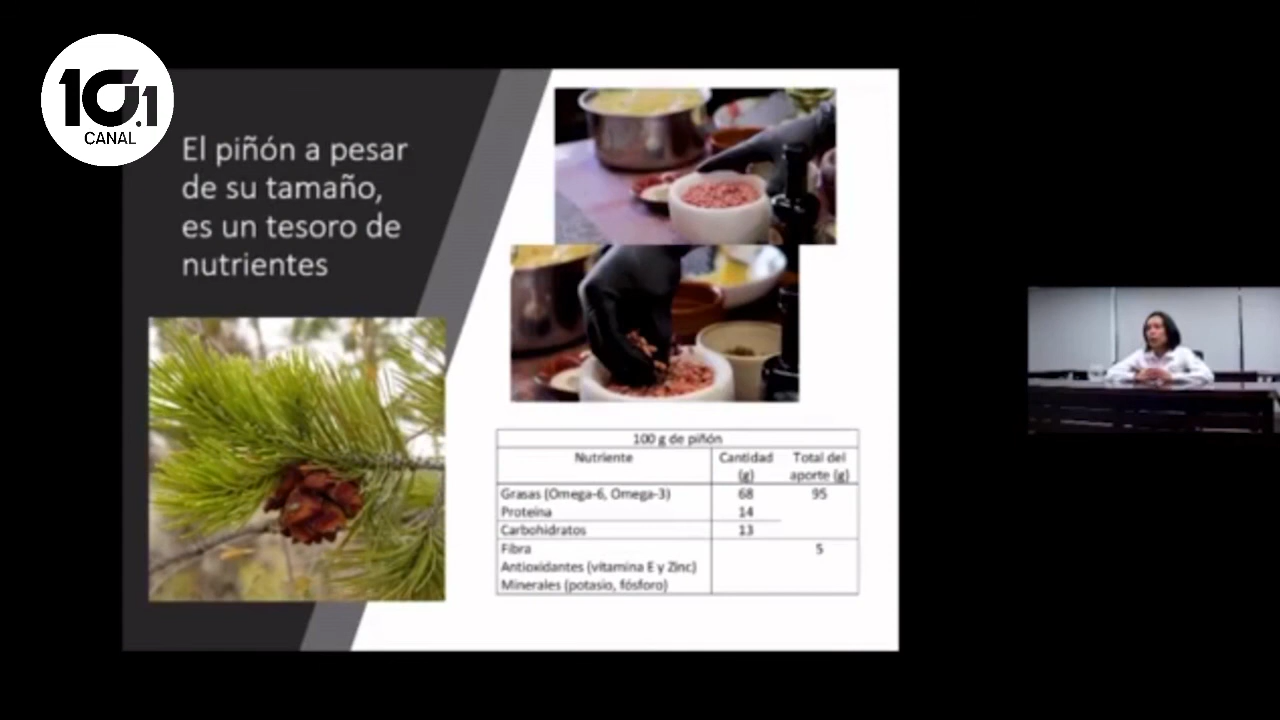 10.1
CANAL
El piñón a pesar
de su tamaño,
es un tesoro de
nutrientes
100 g de piñón
Nutriente Cantidad (g) Total del aporte (g)
Grasas (Omega-6, Omega-3) 68 95
Proteína 14
Carbohidratos 13
Fibra 5
Antioxidantes (vitamina E y Zinc)
Minerales (potasio, fósforo)